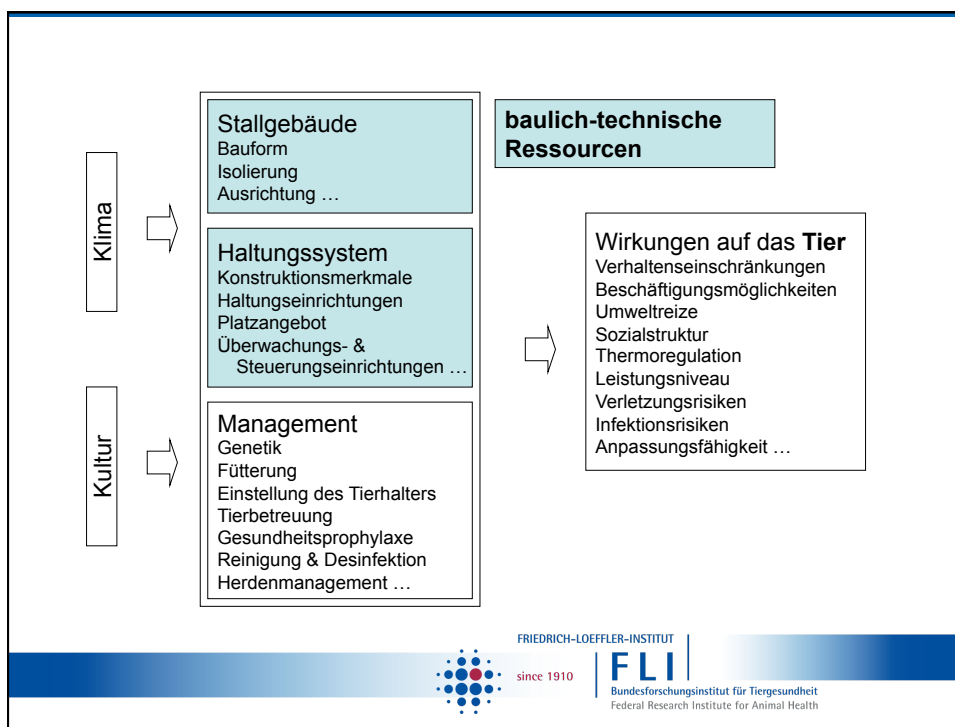 Klima
Kultur
Stallgebäude
Bauform
Isolierung
Ausrichtung …
Haltungssystem
Konstruktionsmerkmale
Haltungseinrichtungen
Platzangebot
Überwachungs- &
Steuerungseinrichtungen …
Management
Genetik
Fütterung
Einstellung des Tierhalters
Tierbetreuung
Gesundheitsprophylaxe
Reinigung & Desinfektion
Herdenmanagement …
baulich-technische
Ressourcen
Wirkungen auf das Tier
Verhaltenseinschränkungen
Beschäftigungsmöglichkeiten
Umweltreize
Sozialstruktur
Thermoregulation
Leistungsniveau
Verletzungsrisiken
Infektionsrisiken
Anpassungsfähigkeit …
FRIEDRICH-LOEFFLER-INSTITUT
since 1910
FLI
Bundesforschungsinstitut für Tiergesundheit
Federal Research Institute for Animal Health